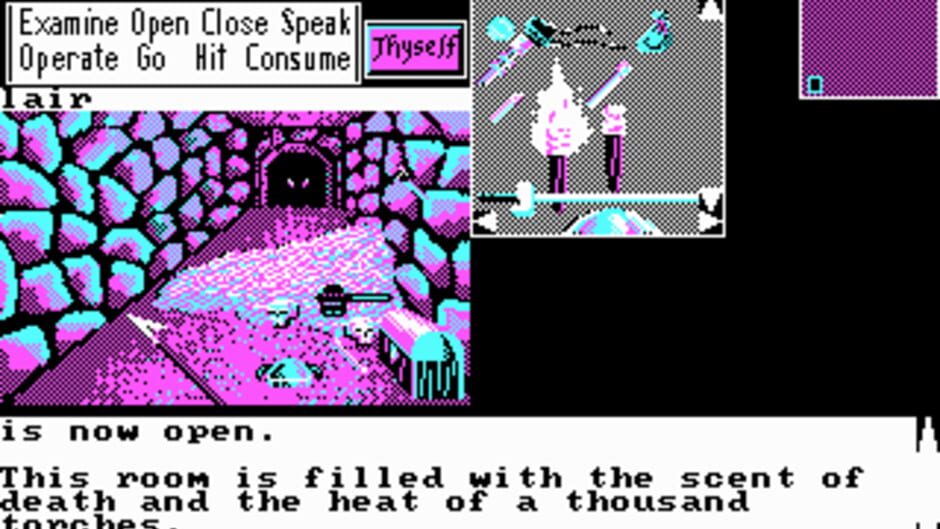 Examine Open Close Speak
Operate Go Hit Consume
Thyself
lair
is now open.
This room is filled with the scent of
death and the heat of a thousand
torches.